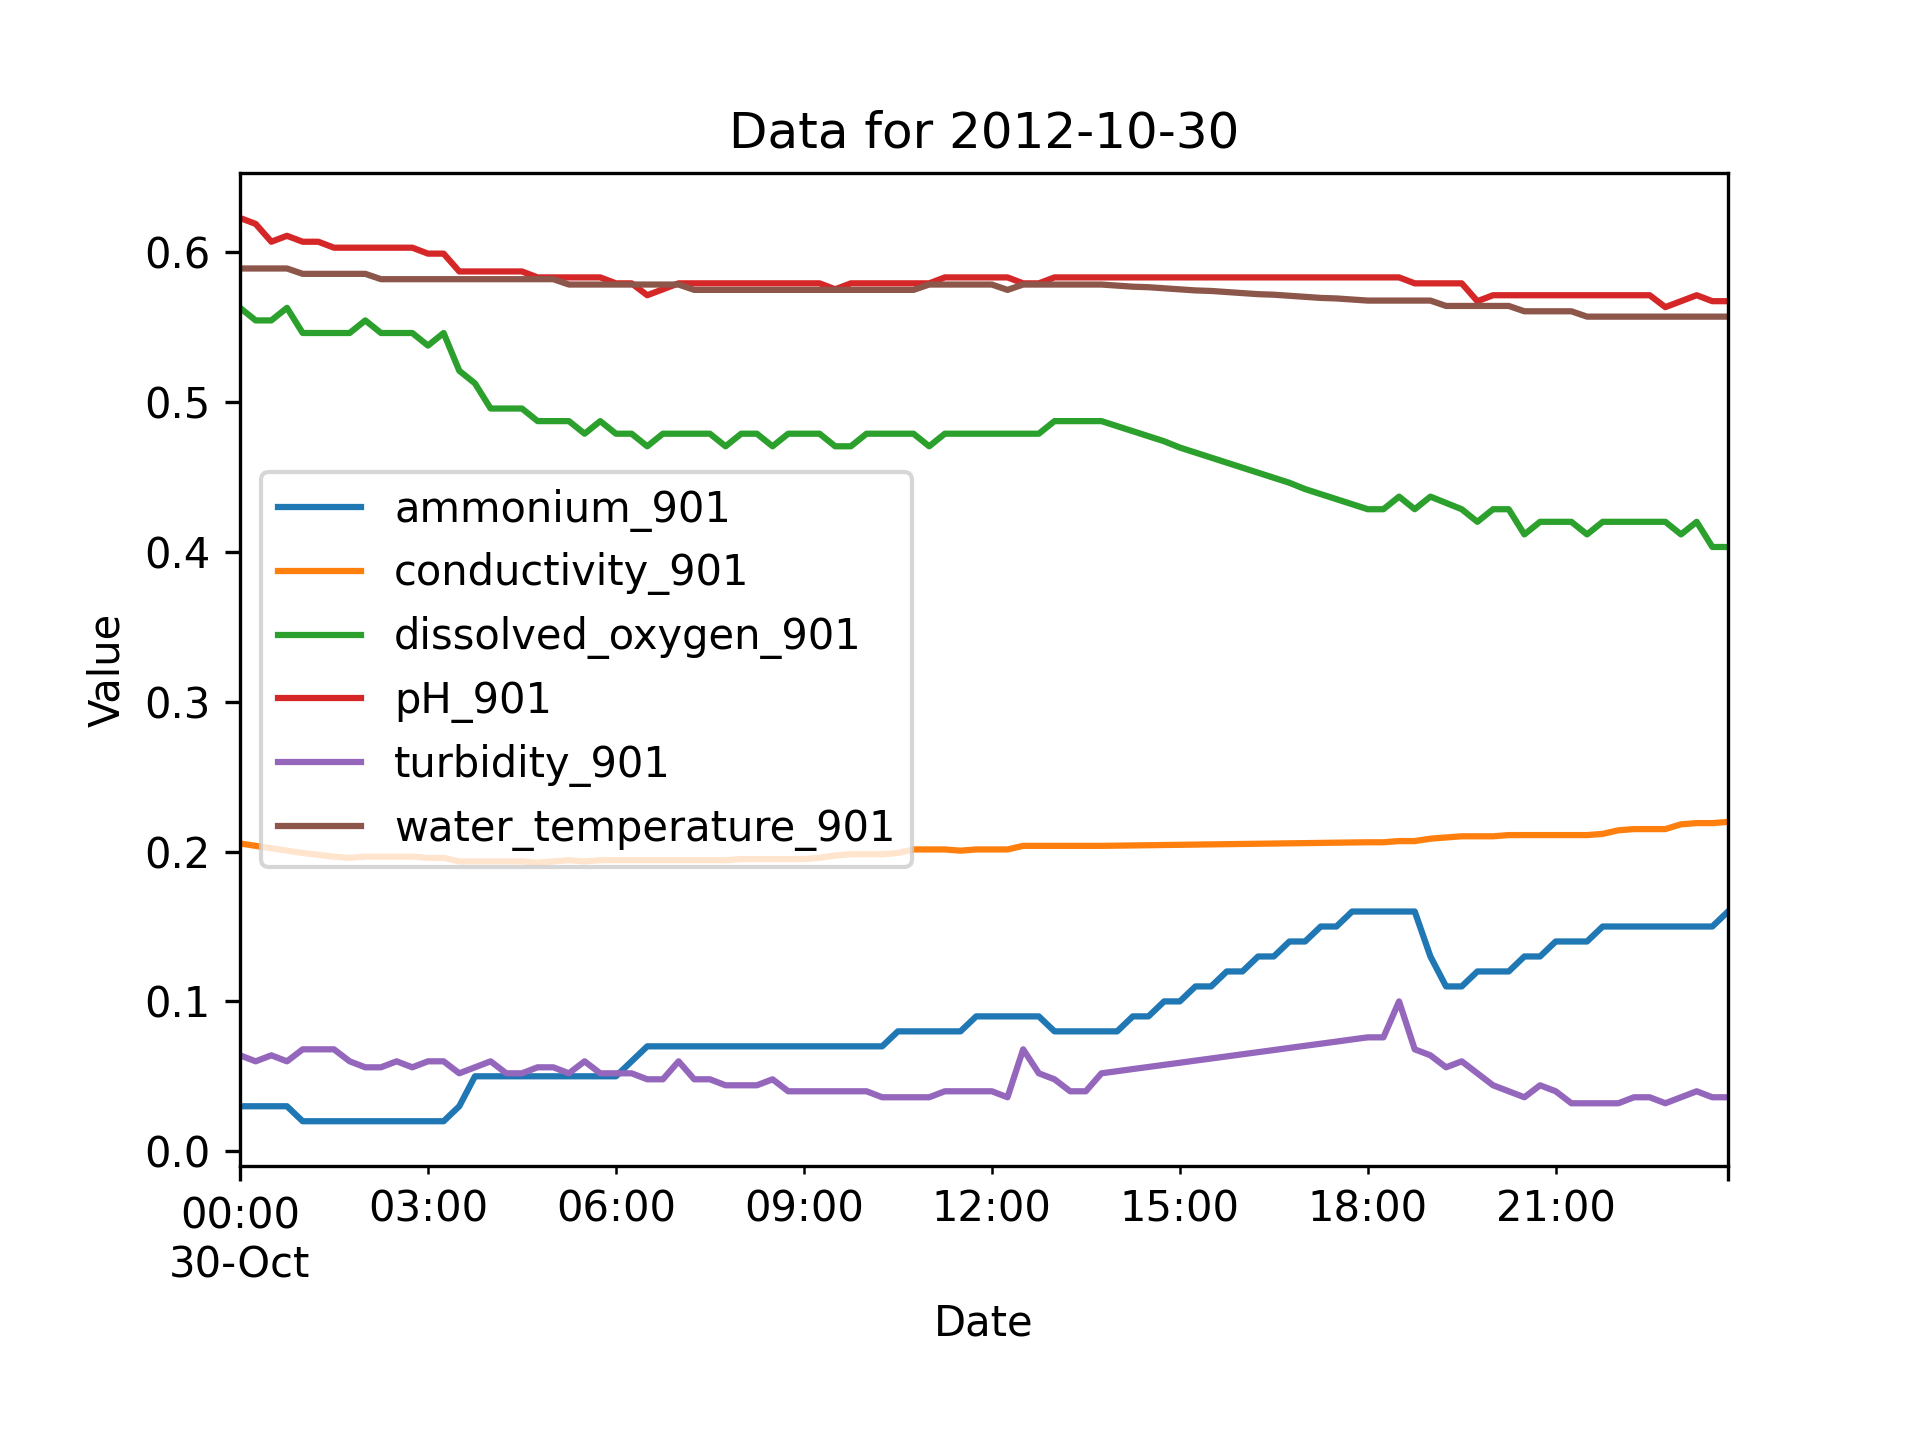 Data for 2012-10-30
Value
0.6
0.5
0.4
0.3
0.2
0.1
0.0
ammonium_901
conductivity_901
dissolved_oxygen_901
pH_901
turbidity_901
water_temperature_901
00:00 03:00 06:00 09:00 12:00 15:00 18:00 21:00
30-Oct
Date